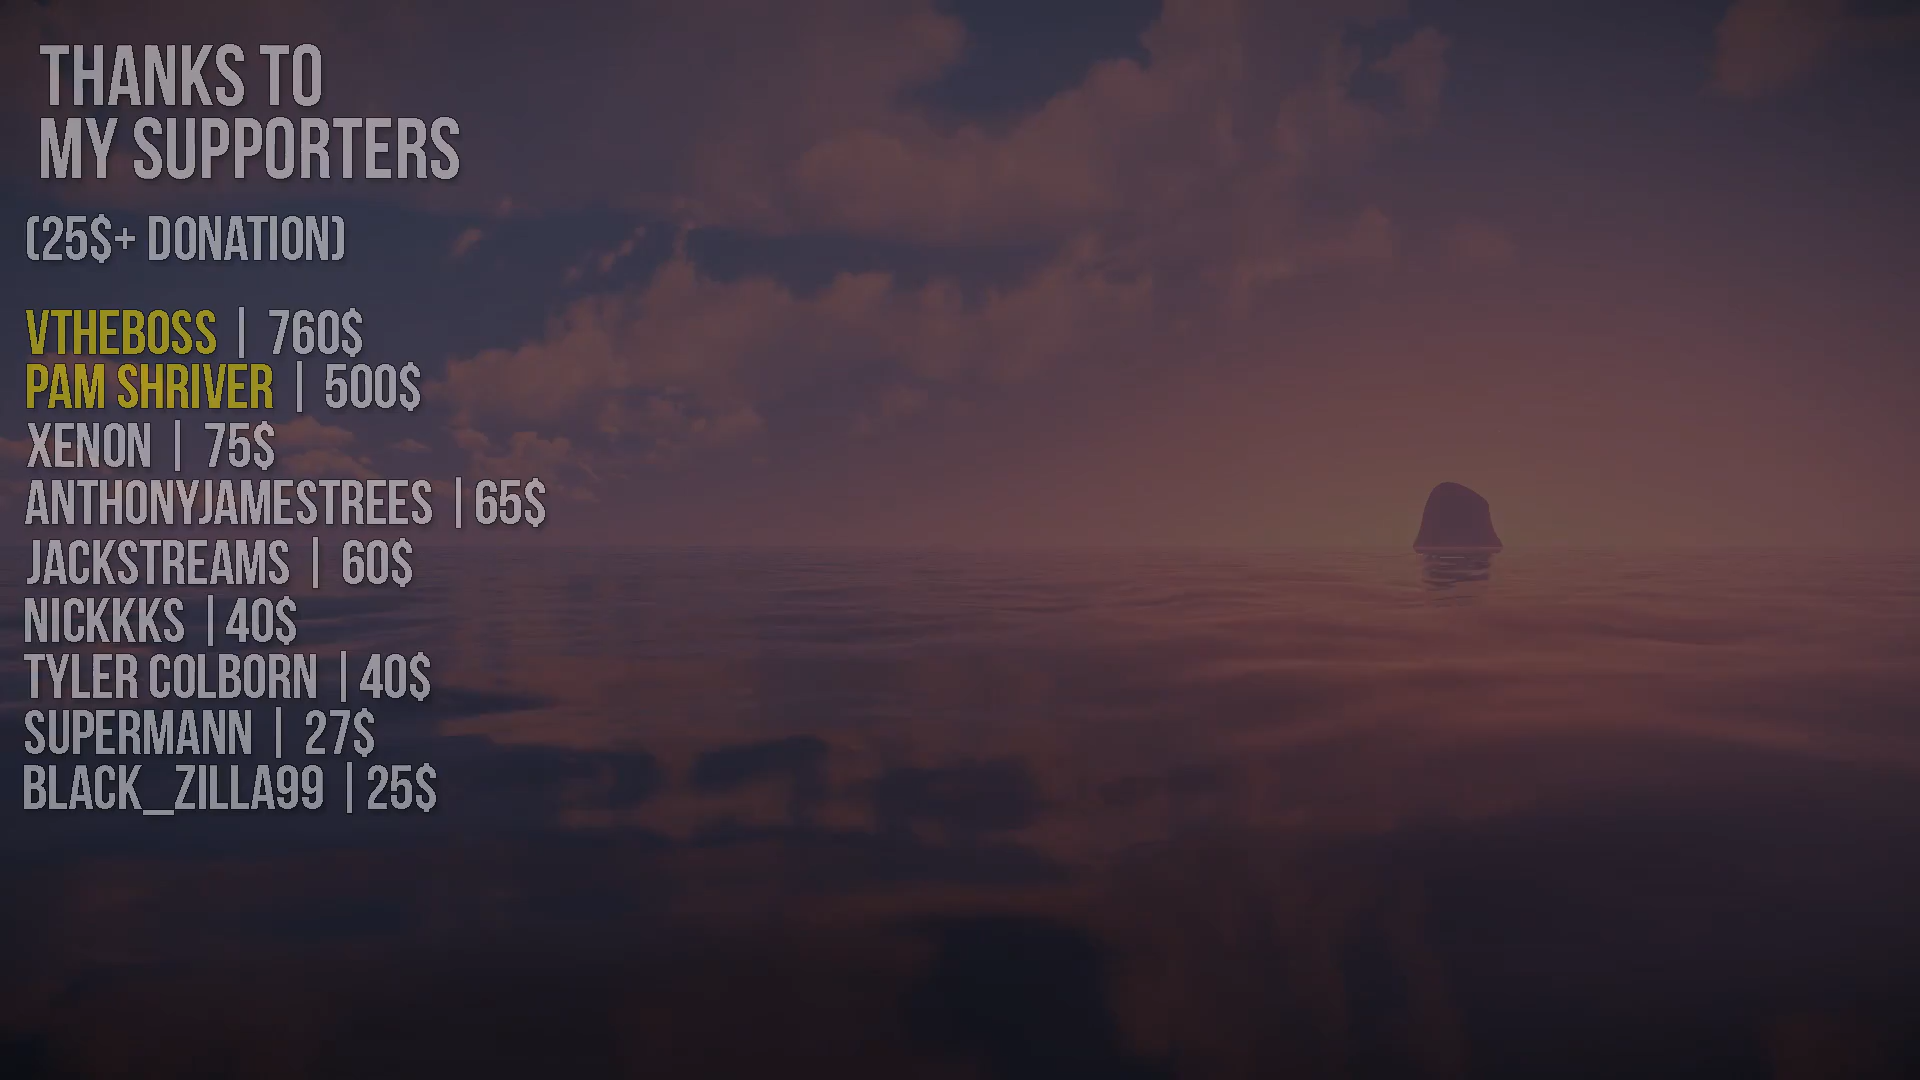 THANKS TO
MY SUPPORTERS
(25$+ DONATION)
VTHEBOSS | 760$
PAM SHRIVER | 500$
XENON | 75$
ANTHONYJAMESTREES | 65$
JACKSTREAMS | 60$
NICKKKS | 40$
TYLER COLBORN | 40$
SUPERMANN | 27$
BLACK_ZILLA99 | 25$